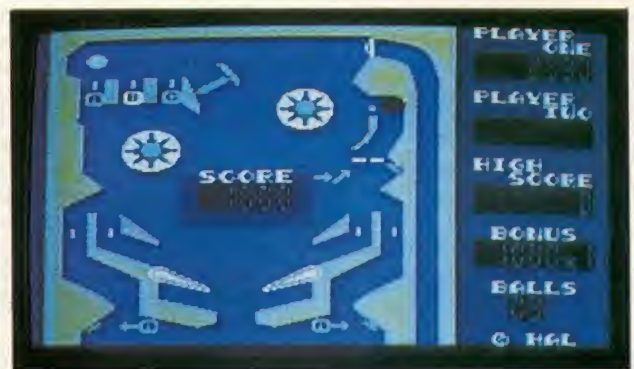 A B C
SCORE
PLAYER
ONE
PLAYER
TWO
HIGH
SCORE
BONUS
BALLS
© HAL